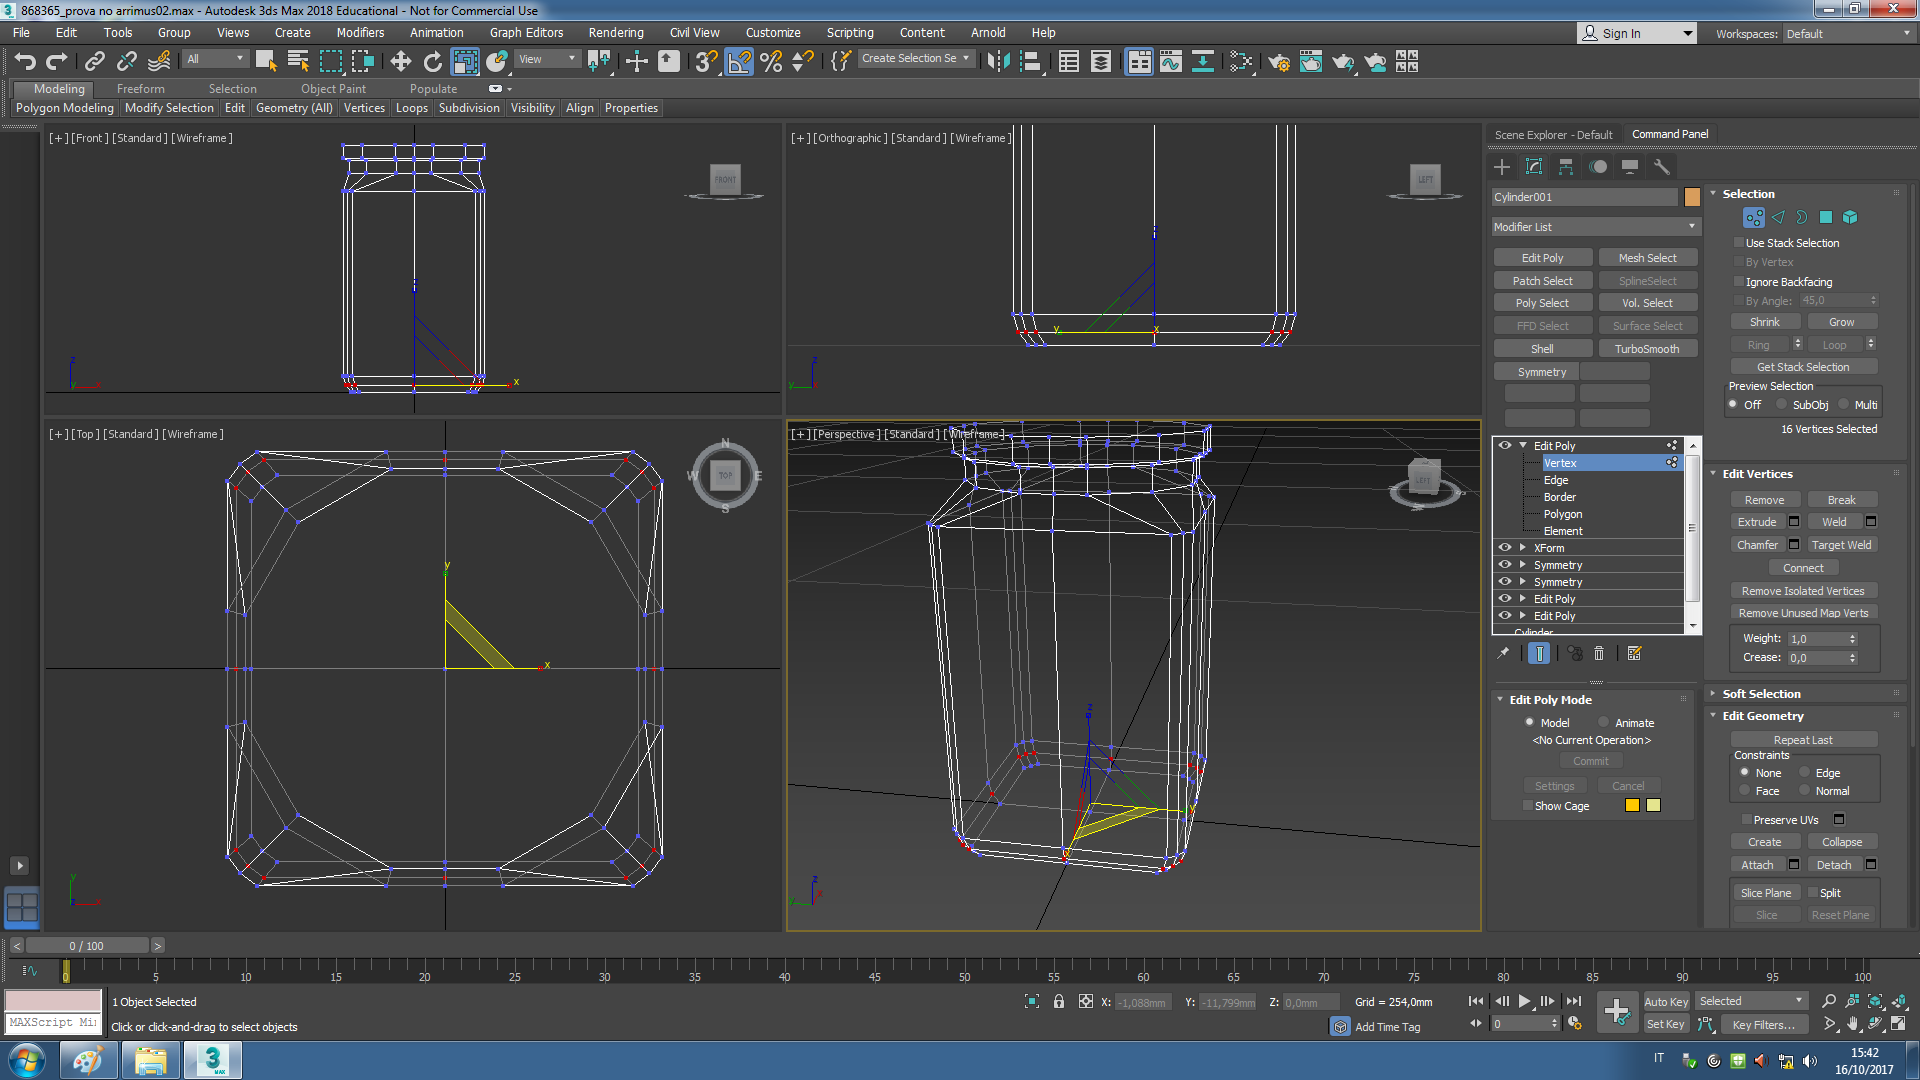 868365_prova no arrimus02.max - Autodesk 3ds Max 2018 Educational - Not for Commercial Use
File Edit Tools Group Views Create Modifiers Animation Graph Editors Rendering Civil View Customize Scripting Content Arnold Help
Sign In
Workspaces: Default
All
View
Create Selection Se
Modeling Freeform Selection Object Paint Populate
Polygon Modeling Modify Selection Edit Geometry (All) Vertices Loops Subdivision Visibility Align Properties
[+] [Front] [Standard] [Wireframe]
FRONT
z
x
y
[+] [Orthographic] [Standard] [Wireframe]
LEFT
z
y
x
[+] [Top] [Standard] [Wireframe]
N
W TOP E
S
y
x
[+] [Perspective] [Standard] [Wireframe]
LEFT
z
y
x
Scene Explorer - Default Command Panel
Cylinder001
Modifier List
Edit Poly Mesh Select
Patch Select SplineSelect
Poly Select Vol. Select
FFD Select Surface Select
Shell TurboSmooth
Symmetry
Edit Poly
Vertex
Edge
Border
Polygon
Element
XForm
Symmetry
Symmetry
Edit Poly
Edit Poly
Cylinder
Edit Poly Mode
Model Animate
<No Current Operation>
Commit
Settings Cancel
Show Cage
Selection
Use Stack Selection
By Vertex
Ignore Backfacing
By Angle: 45,0
Shrink Grow
Ring Loop
Get Stack Selection
Preview Selection
Off SubObj Multi
16 Vertices Selected
Edit Vertices
Remove Break
Extrude Weld
Chamfer Target Weld
Connect
Remove Isolated Vertices
Remove Unused Map Verts
Weight: 1,0
Crease: 0,0
Soft Selection
Edit Geometry
Repeat Last
Constraints
None Edge
Face Normal
Preserve UVs
Create Collapse
Attach Detach
Slice Plane Split
Slice Reset Plane
< 0 / 100 >
0 5 10 15 20 25 30 35 40 45 50 55 60 65 70 75 80 85 90 95 100
1 Object Selected
X: -1,088mm Y: -11,799mm Z: 0,0mm Grid = 254,0mm
Auto Key Selected
MAXScript Mi
Click or click-and-drag to select objects
Add Time Tag
0
Set Key Key Filters...
3
MAX
IT
15:42
16/10/2017